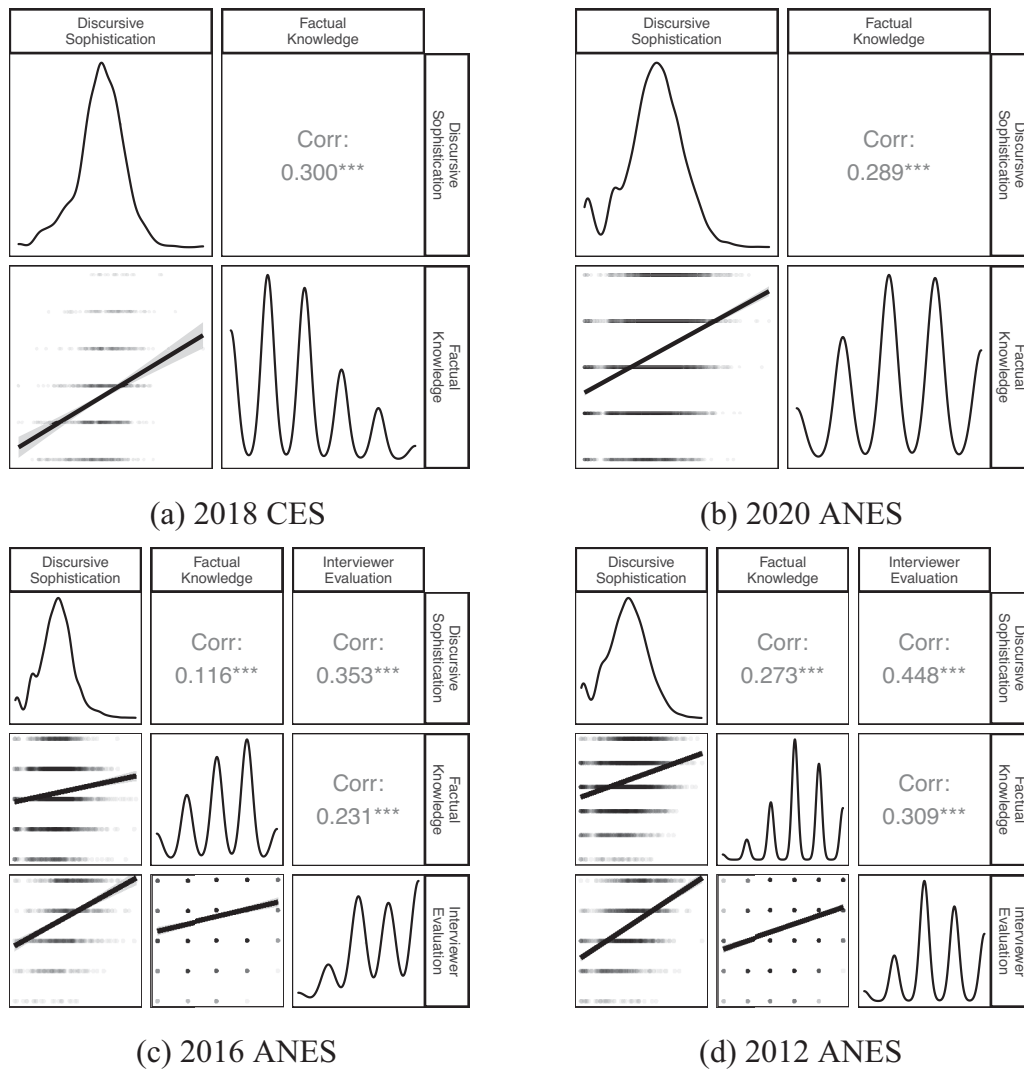 Discursive
Sophistication
Factual
Knowledge
Corr:
0.300***
Discursive
Sophistication
Factual
Knowledge
(a) 2018 CES
Discursive
Sophistication
Factual
Knowledge
Corr:
0.289***
Discursive
Sophistication
Factual
Knowledge
(b) 2020 ANES
Discursive
Sophistication
Factual
Knowledge
Interviewer
Evaluation
Corr:
0.116***
Corr:
0.353***
Discursive
Sophistication
Corr:
0.231***
Factual
Knowledge
Interviewer
Evaluation
(c) 2016 ANES
Discursive
Sophistication
Factual
Knowledge
Interviewer
Evaluation
Corr:
0.273***
Corr:
0.448***
Discursive
Sophistication
Corr:
0.309***
Factual
Knowledge
Interviewer
Evaluation
(d) 2012 ANES